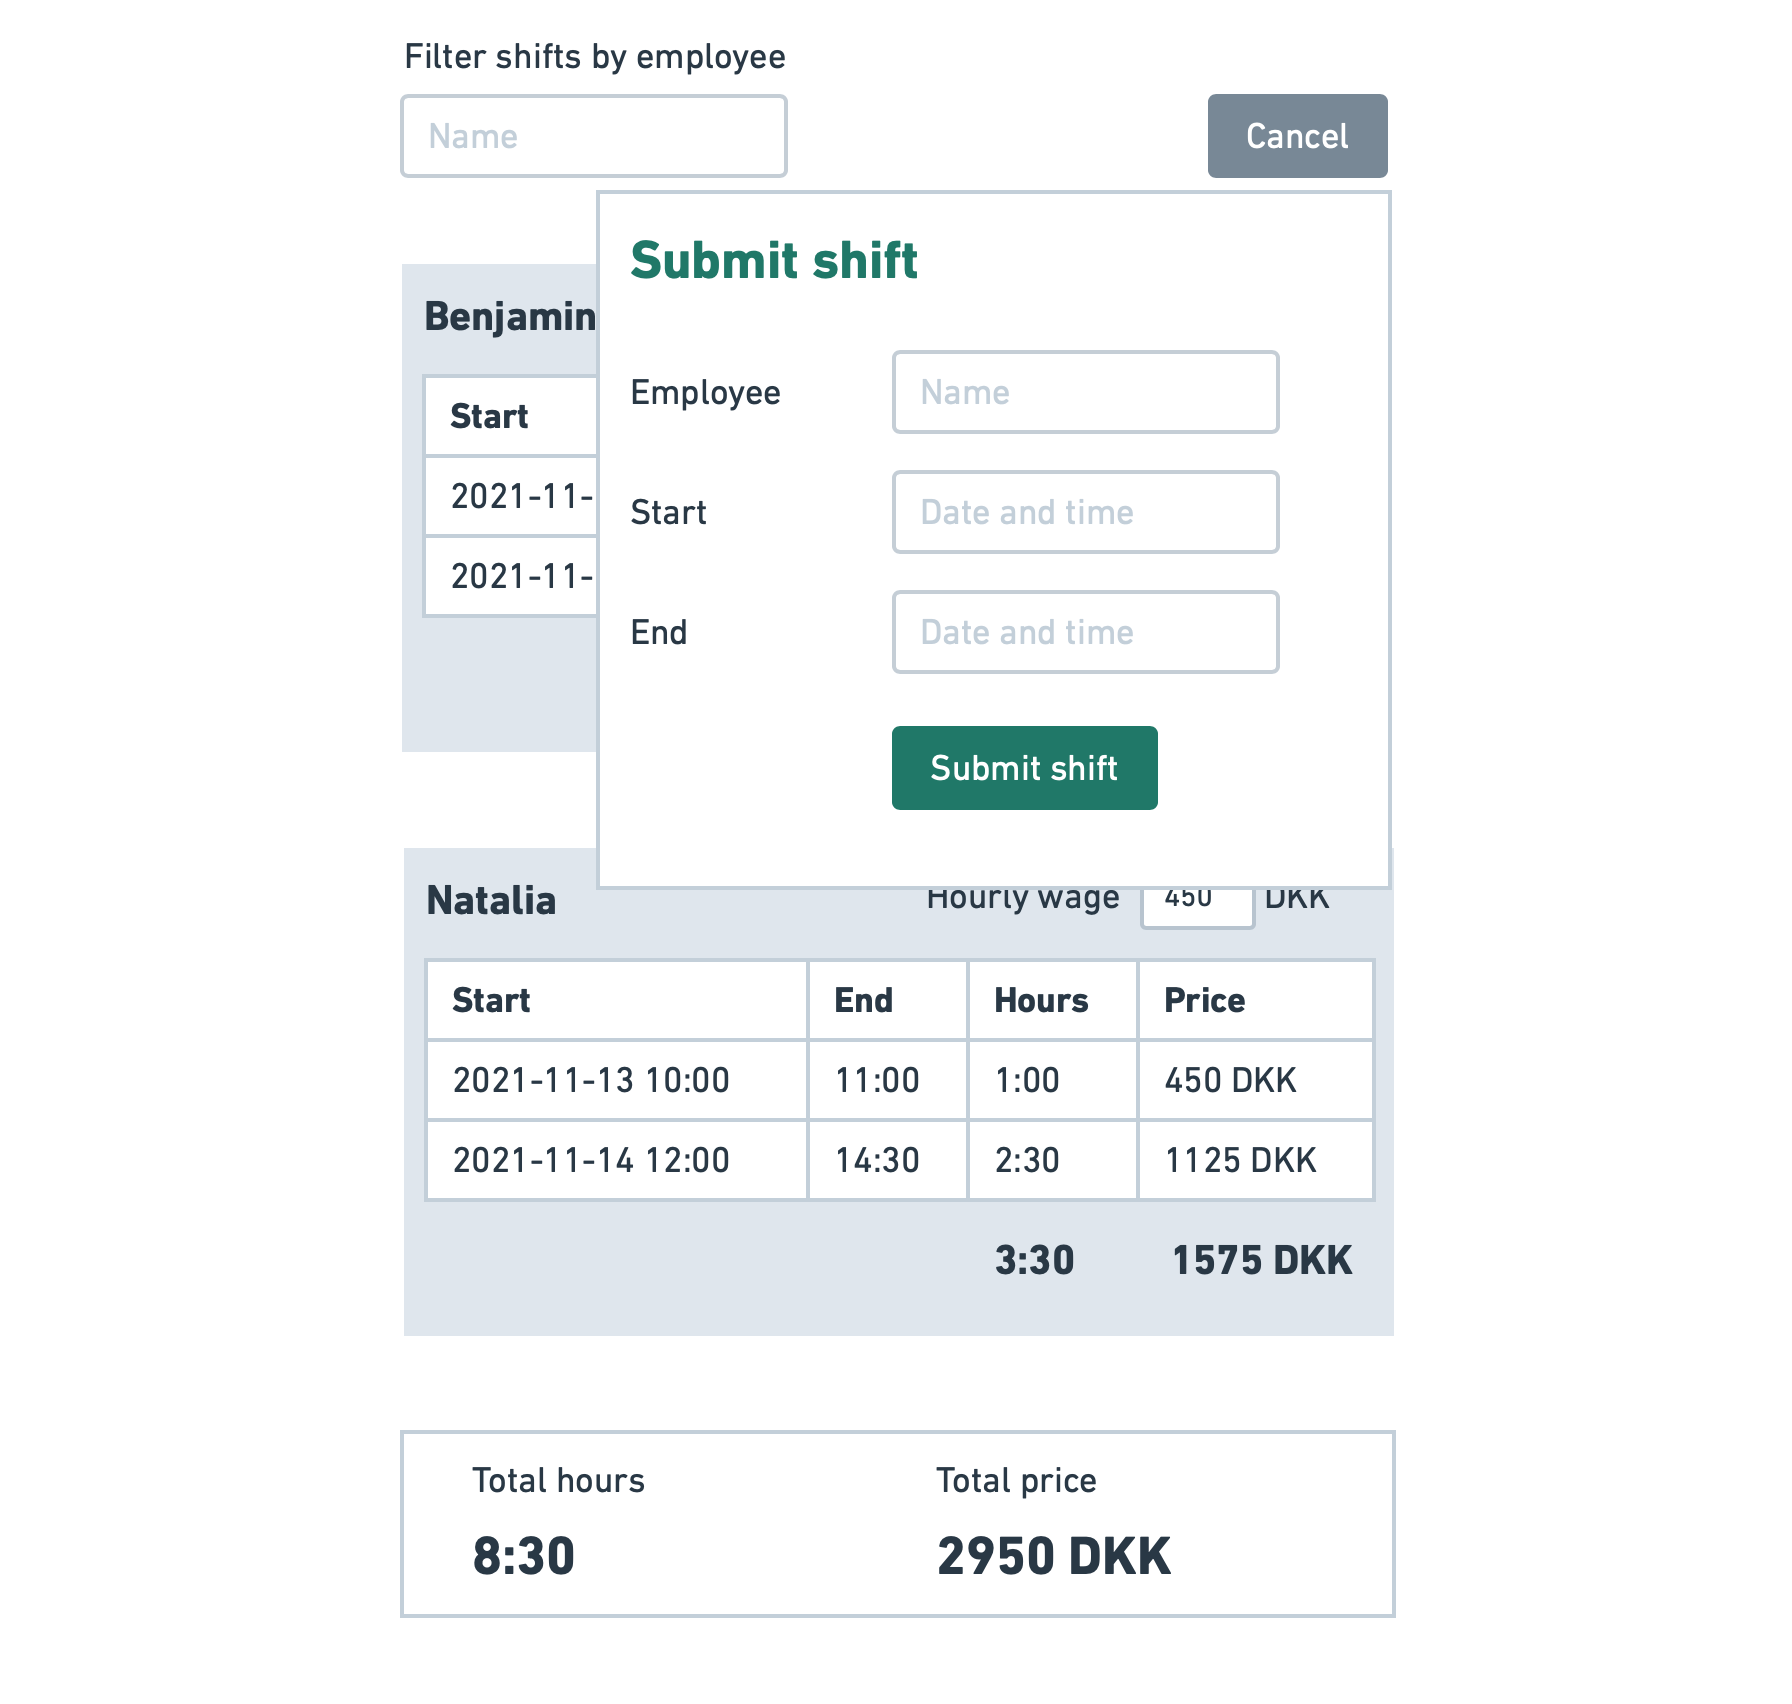 Filter shifts by employee
Name
Cancel
Submit shift
Employee
Name
Start
Date and time
End
Date and time
Submit shift
Benjamin
Start
2021-11-
2021-11-
Natalia
Hourly wage 450 DKK
Start End Hours Price
2021-11-13 10:00 11:00 1:00 450 DKK
2021-11-14 12:00 14:30 2:30 1125 DKK
3:30 1575 DKK
Total hours Total price
8:30 2950 DKK